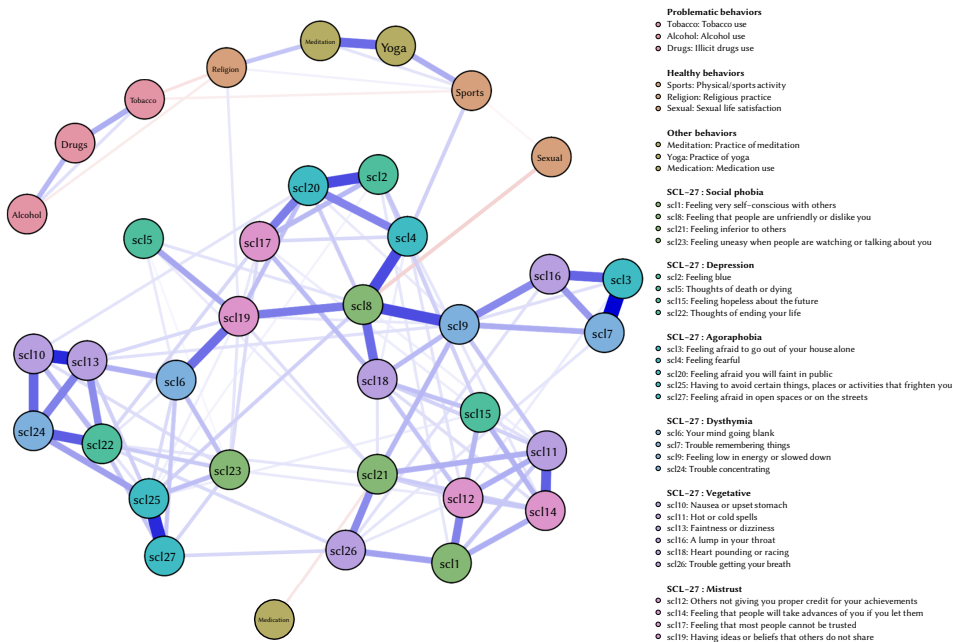 Meditation
Yoga
Religion
Sports
Tobacco
Drugs
Sexual
Alcohol
scl2
scl20
scl4
scl5
scl17
scl16
scl3
scl8
scl19
scl9
scl7
scl10
scl13
scl6
scl18
scl15
scl24
scl22
scl11
scl23
scl21
scl25
scl12
scl14
scl27
scl26
scl1
Medication
Problematic behaviors
Tobacco: Tobacco use
Alcohol: Alcohol use
Drugs: Illicit drugs use
Healthy behaviors
Sports: Physical/sports activity
Religion: Religious practice
Sexual: Sexual life satisfaction
Other behaviors
Meditation: Practice of meditation
Yoga: Practice of yoga
Medication: Medication use
SCL-27 : Social phobia
scl1: Feeling very self-conscious with others
scl8: Feeling that people are unfriendly or dislike you
scl21: Feeling inferior to others
scl23: Feeling uneasy when people are watching or talking about you
SCL-27 : Depression
scl2: Feeling blue
scl5: Thoughts of death or dying
scl15: Feeling hopeless about the future
scl22: Thoughts of ending your life
SCL-27 : Agoraphobia
scl3: Feeling afraid to go out of your house alone
scl4: Feeling fearful
scl20: Feeling afraid you will faint in public
scl25: Having to avoid certain things, places or activities that frighten you
scl27: Feeling afraid in open spaces or on the streets
SCL-27 : Dysthymia
scl6: Your mind going blank
scl7: Trouble remembering things
scl9: Feeling low in energy or slowed down
scl24: Trouble concentrating
SCL-27 : Vegetative
scl10: Nausea or upset stomach
scl11: Hot or cold spells
scl13: Faintness or dizziness
scl16: A lump in your throat
scl18: Heart pounding or racing
scl26: Trouble getting your breath
SCL-27 : Mistrust
scl12: Others not giving you proper credit for your achievements
scl14: Feeling that people will take advances of you if you let them
scl17: Feeling that most people cannot be trusted
scl19: Having ideas or beliefs that others do not share